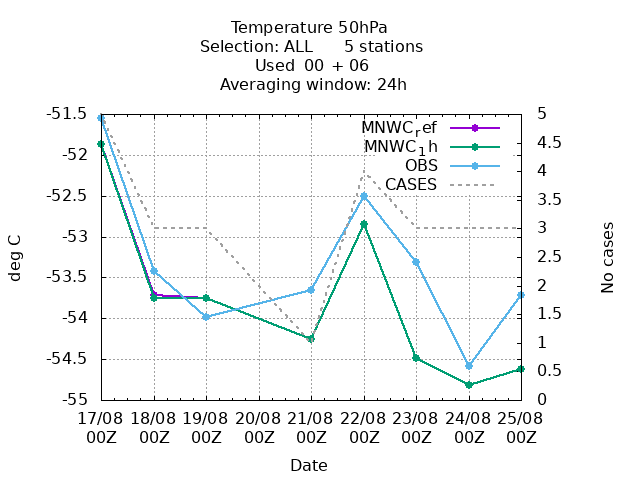 Temperature 50hPa
Selection: ALL 5 stations
Used 00 + 06
Averaging window: 24h
-51.5
-52
-52.5
-53
-53.5
-54
-54.5
-55
deg C
5
4.5
4
3.5
3
2.5
2
1.5
1
0.5
0
No cases
MNWCref
MNWC1h
OBS
CASES
17/08 18/08 19/08 20/08 21/08 22/08 23/08 24/08 25/08
00Z 00Z 00Z 00Z 00Z 00Z 00Z 00Z 00Z
Date